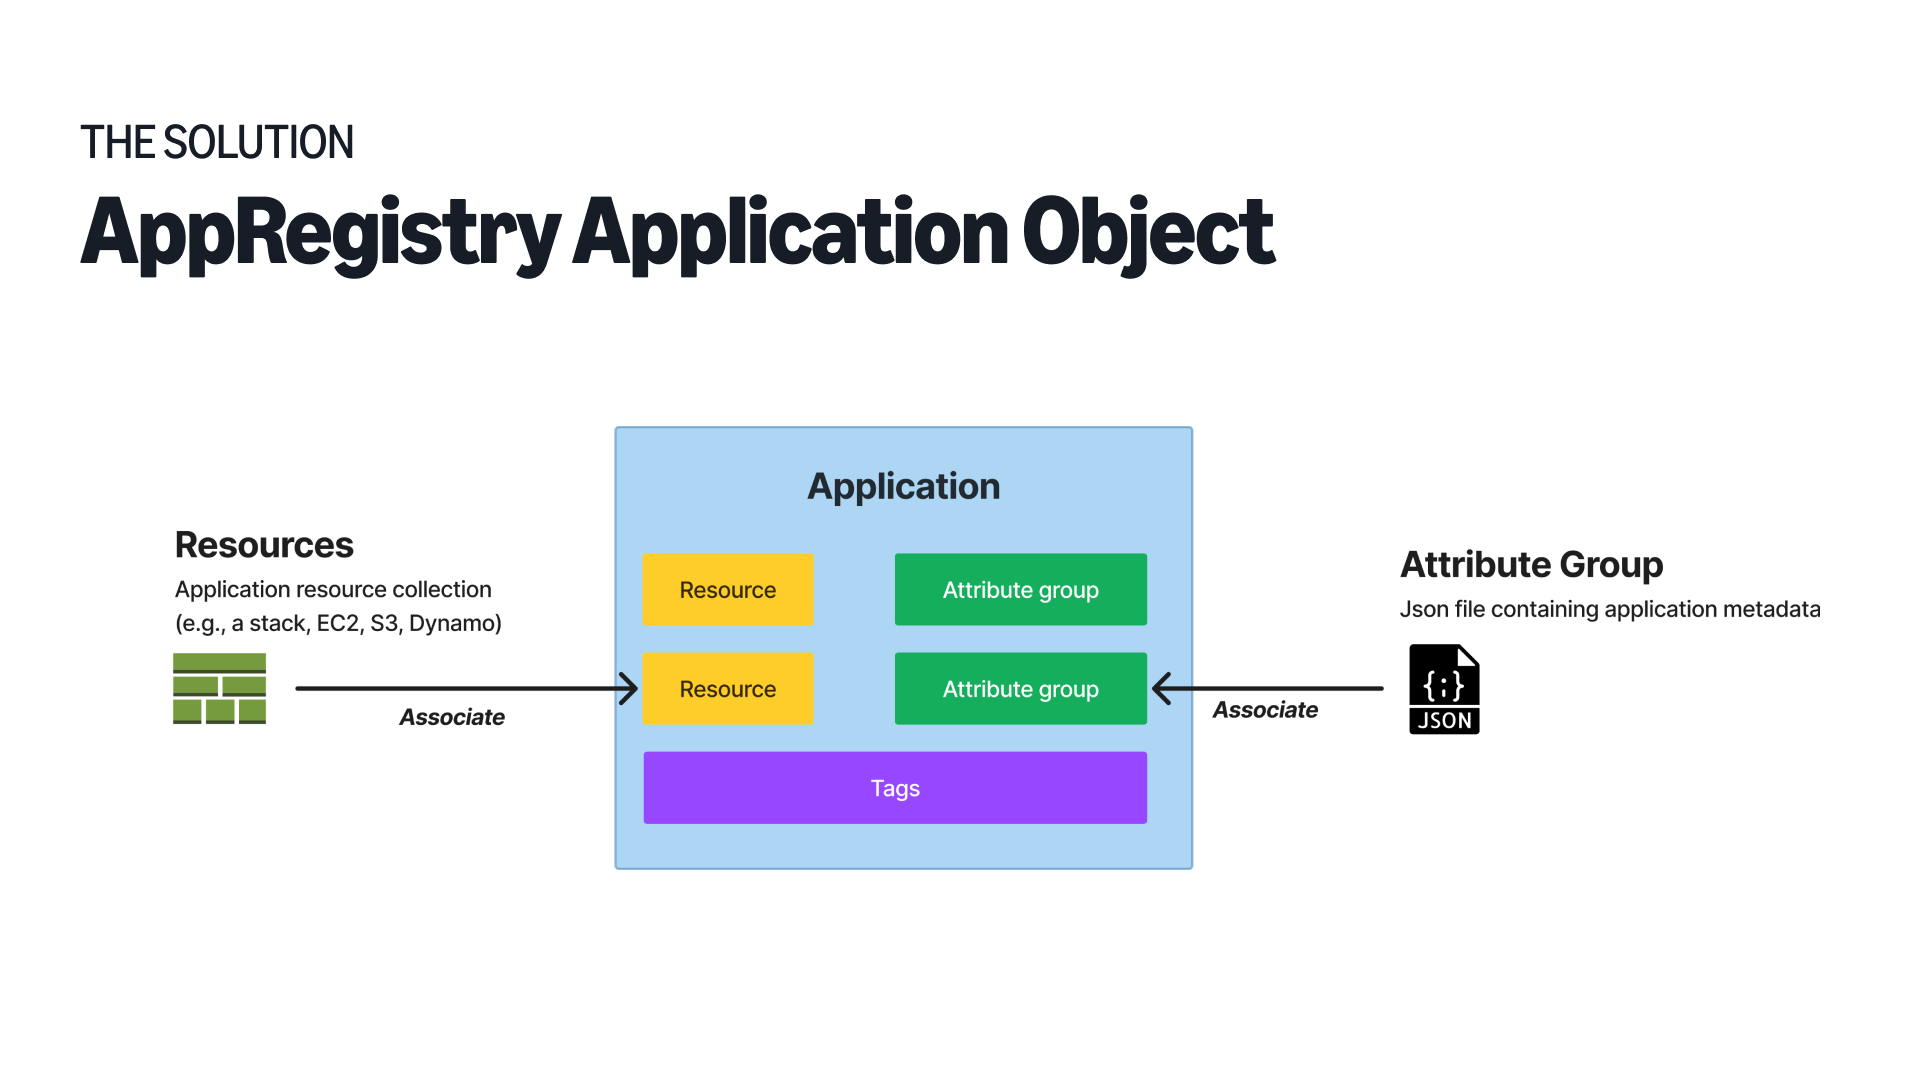 THE SOLUTION
AppRegistry Application Object
Application
Resources
Application resource collection
(e.g., a stack, EC2, S3, Dynamo)
Associate
Resource
Attribute group
Resource
Attribute group
Tags
Attribute Group
Json file containing application metadata
Associate
{;}
JSON